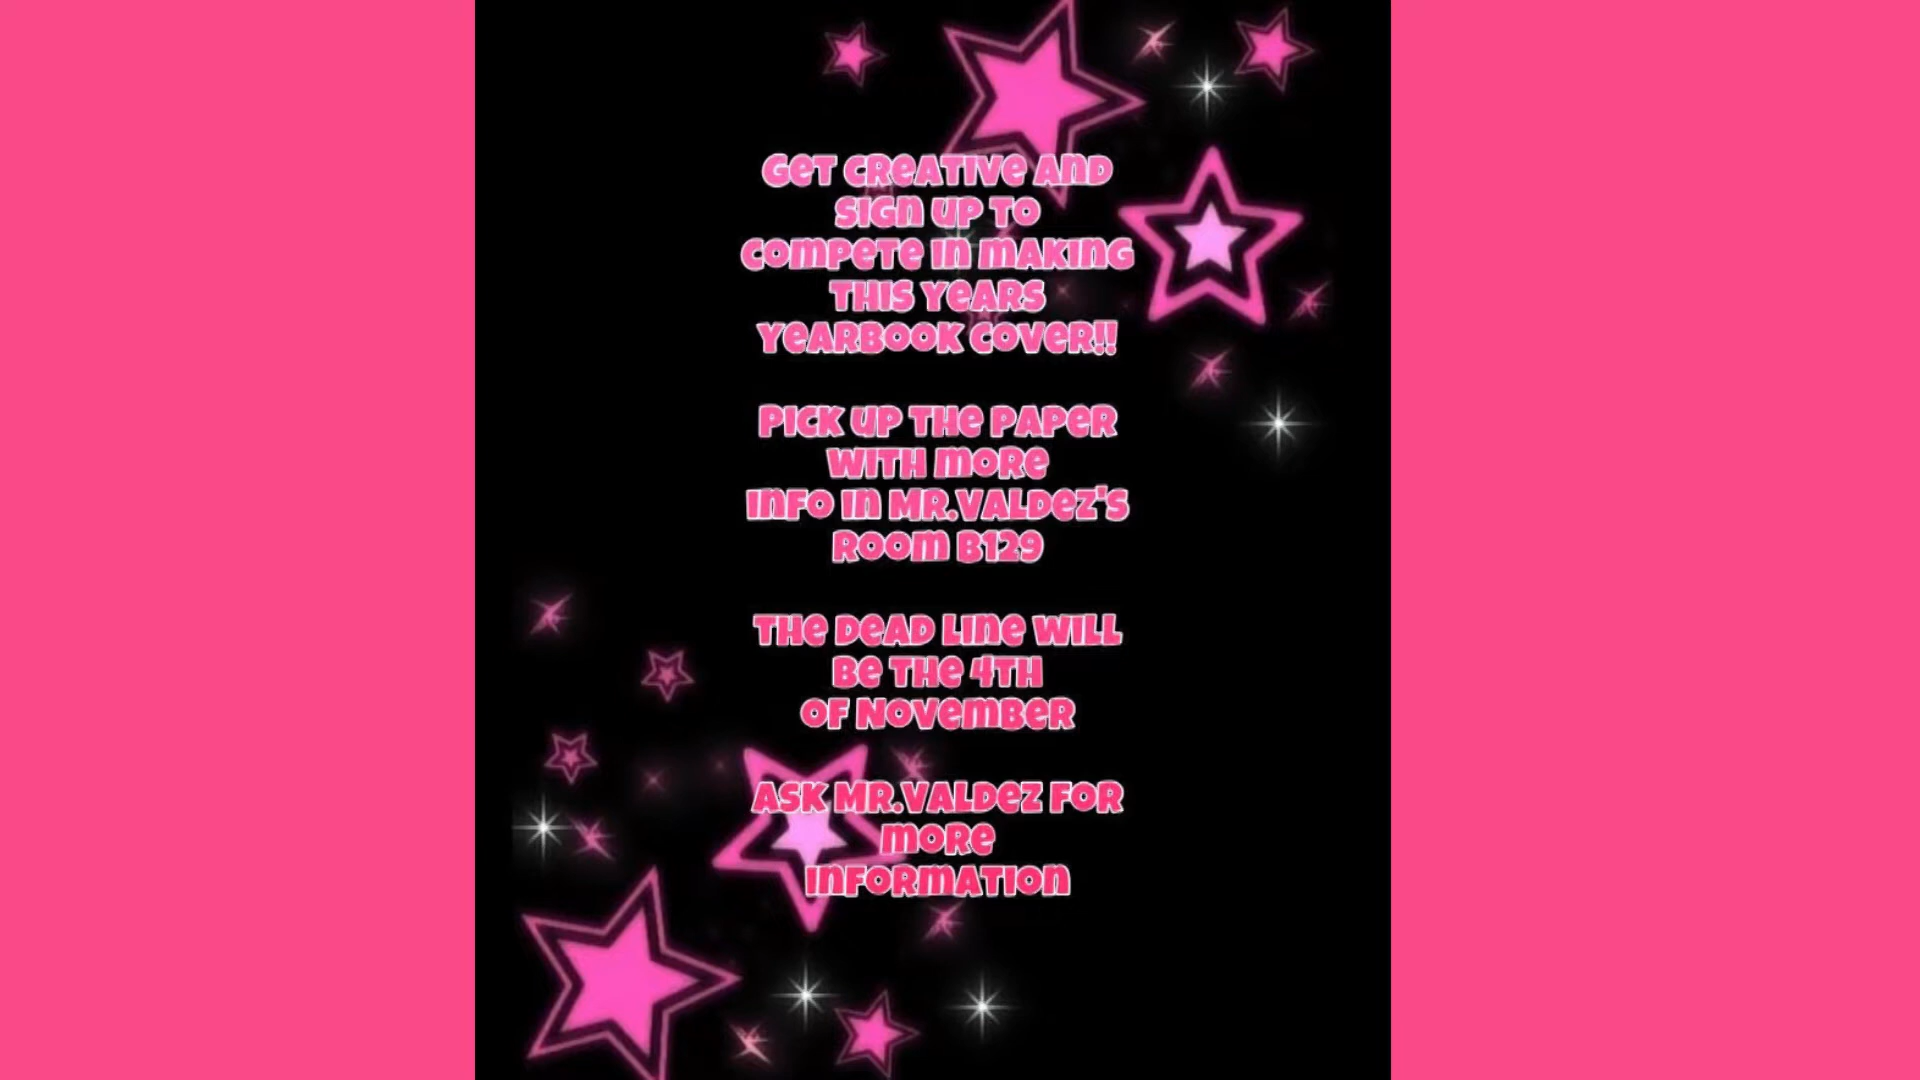 Get creative and
sign up to
compete in making
this years
yearbook cover!!
Pick up the paper
with more
info in Mr.Valdez's
Room B129
The dead line will
be the 4th
of November
Ask Mr.Valdez for
more
information